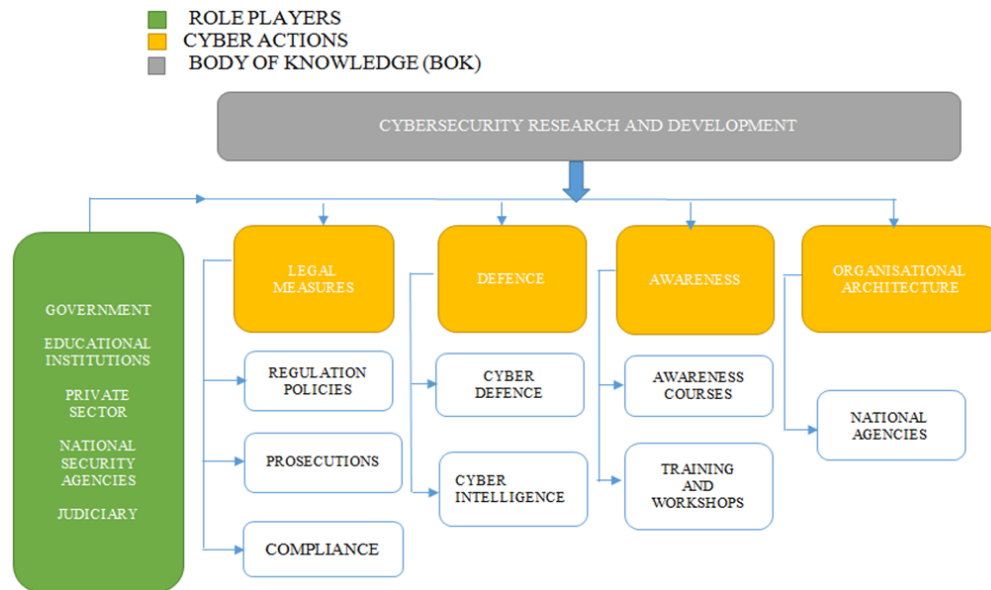 ROLE PLAYERS
CYBER ACTIONS
BODY OF KNOWLEDGE (BOK)
CYBERSECURITY RESEARCH AND DEVELOPMENT
GOVERNMENT
EDUCATIONAL
INSTITUTIONS
PRIVATE
SECTOR
NATIONAL
SECURITY
AGENCIES
JUDICIARY
LEGAL
MEASURES
REGULATION
POLICIES
PROSECUTIONS
COMPLIANCE
DEFENCE
CYBER
DEFENCE
CYBER
INTELLIGENCE
AWARENESS
AWARENESS
COURSES
TRAINING
AND
WORKSHOPS
ORGANISATIONAL
ARCHITECTURE
NATIONAL
AGENCIES